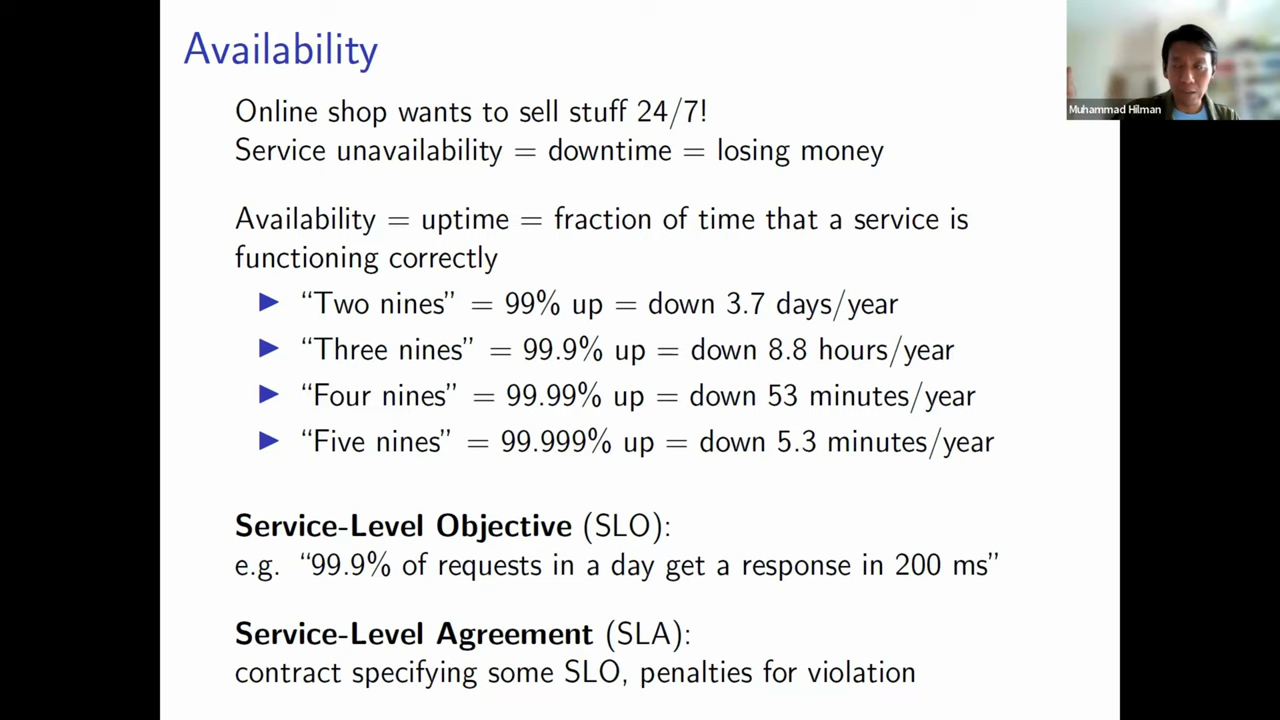 Availability
Online shop wants to sell stuff 24/7!
Service unavailability = downtime = losing money
Availability = uptime = fraction of time that a service is
functioning correctly
▶ “Two nines” = 99% up = down 3.7 days/year
▶ “Three nines” = 99.9% up = down 8.8 hours/year
▶ “Four nines” = 99.99% up = down 53 minutes/year
▶ “Five nines” = 99.999% up = down 5.3 minutes/year
Service-Level Objective (SLO):
e.g. “99.9% of requests in a day get a response in 200 ms”
Service-Level Agreement (SLA):
contract specifying some SLO, penalties for violation
Muhammad Hilman